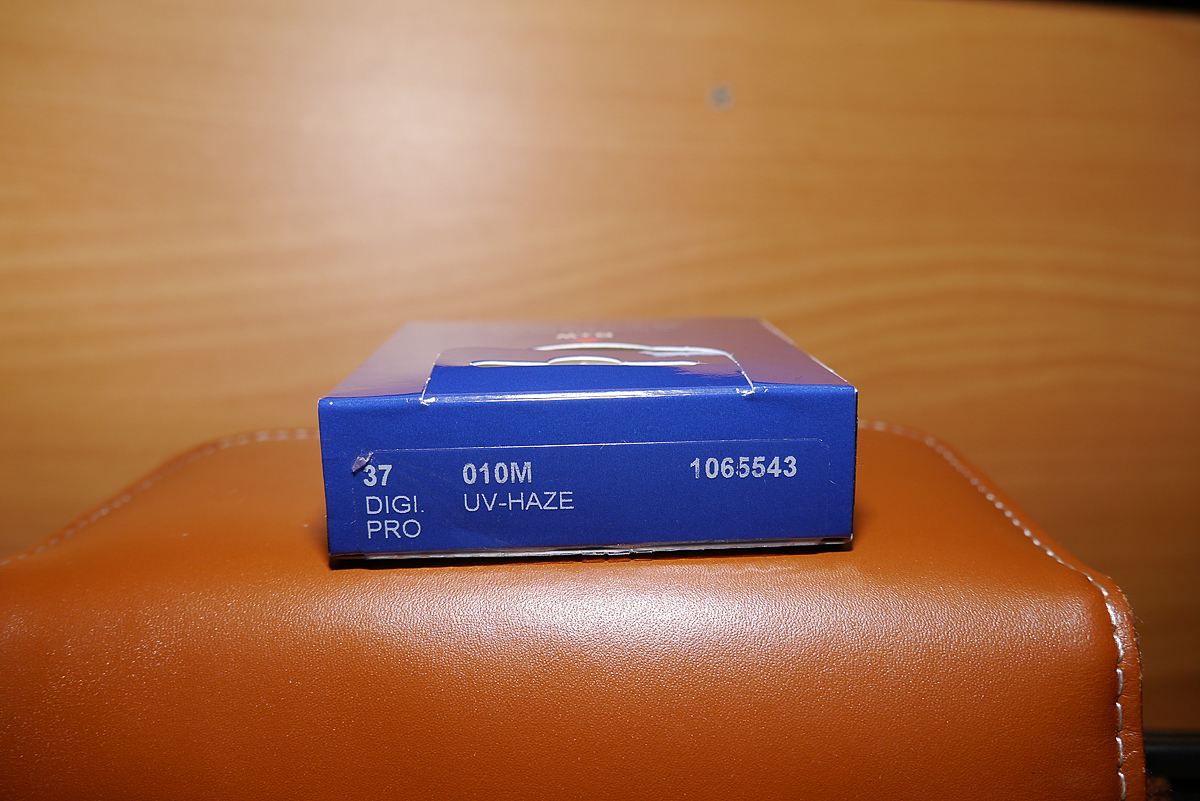 37 010M 1065543
DIGI. UV-HAZE
PRO